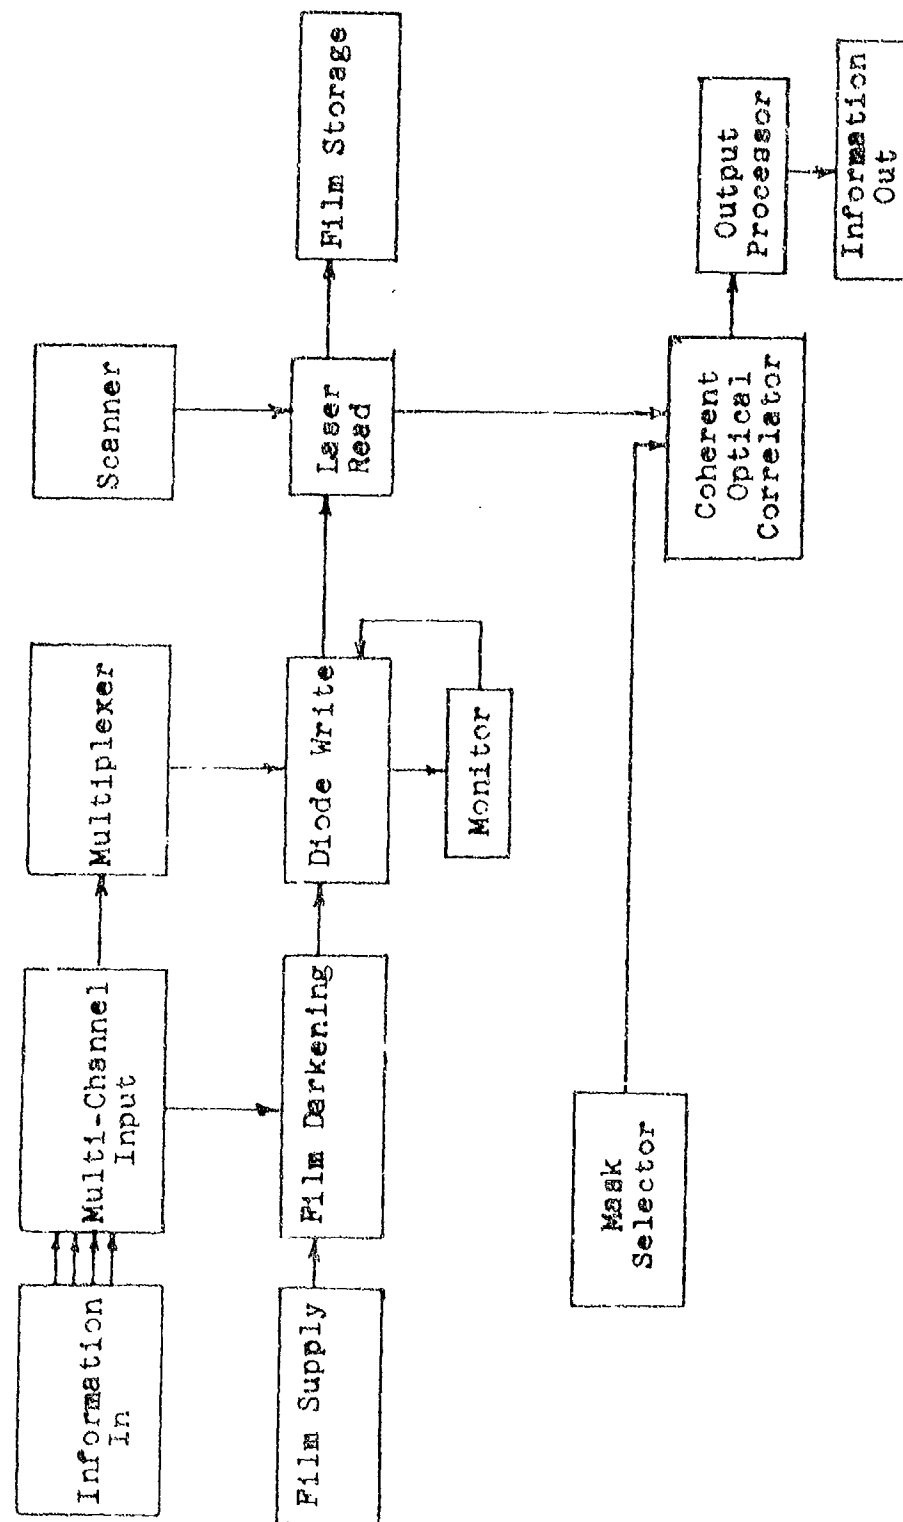 Information
In
Multi-Channel
Input
Multiplexer
Scanner
Film Supply
Film Darkening
Diode Write
Laser
Read
Film Storage
Monitor
Mask
Selector
Coherent
Optical
Correlator
Output
Processor
Information
Out